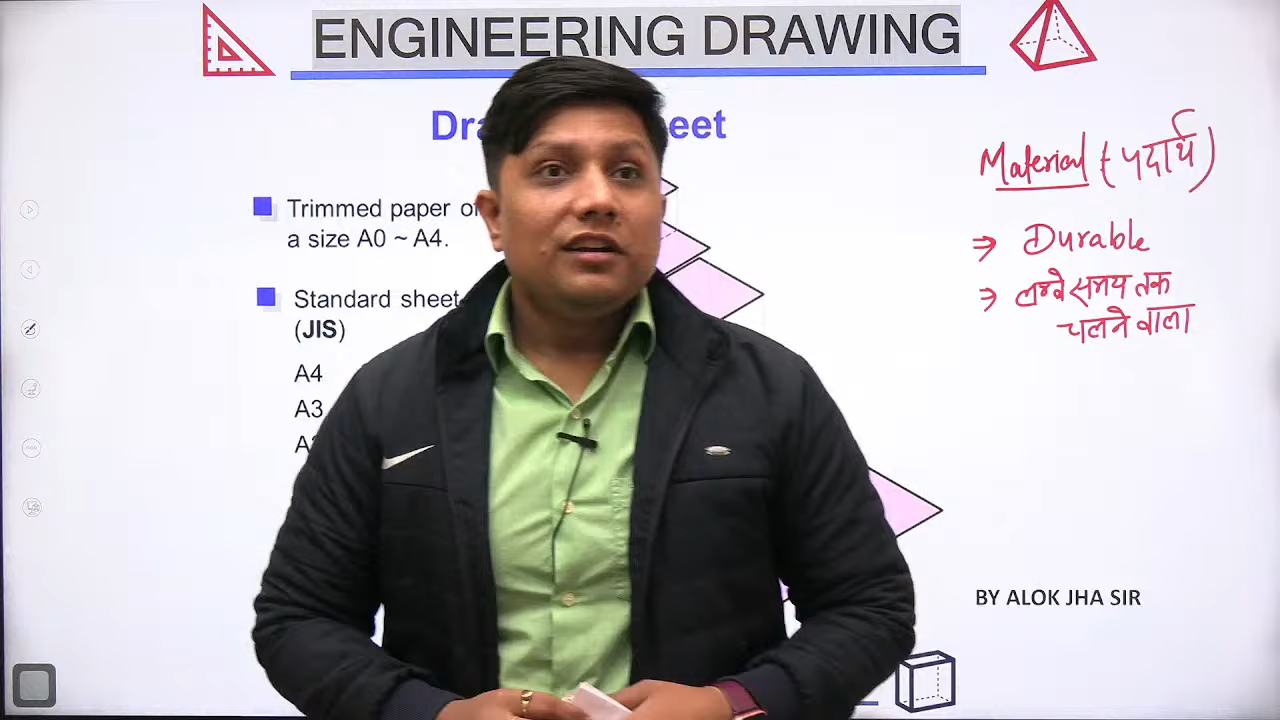 ENGINEERING DRAWING
Dra eet
Trimmed paper of
a size A0 ~ A4.
Standard sheet
(JIS)
A4
A3
Material (पदार्थ)
⇒ Durable
⇒ लम्बे समय तक
चलने वाला
BY ALOK JHA SIR